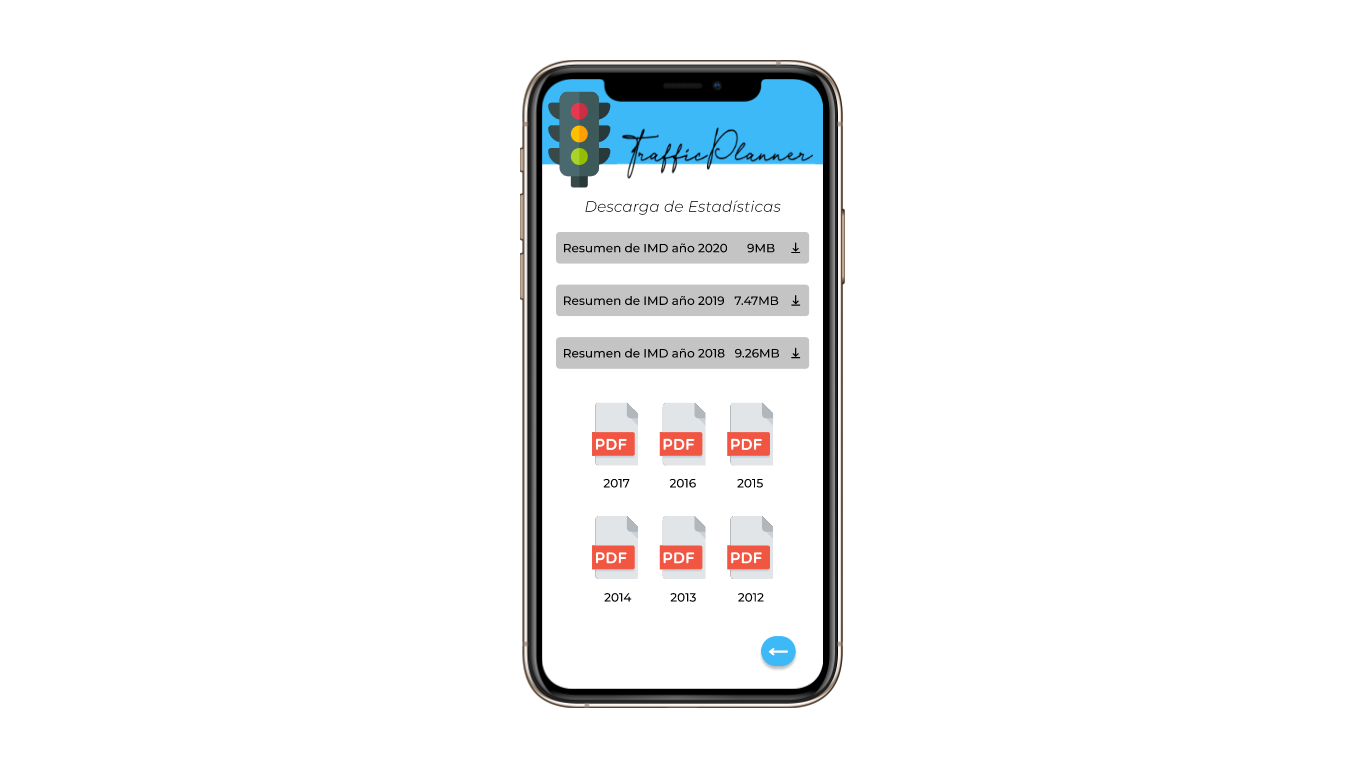 TrafficPlanner
Descarga de Estadísticas
Resumen de IMD año 2020 9MB
Resumen de IMD año 2019 7.47MB
Resumen de IMD año 2018 9.26MB
PDF PDF PDF
2017 2016 2015
PDF PDF PDF
2014 2013 2012